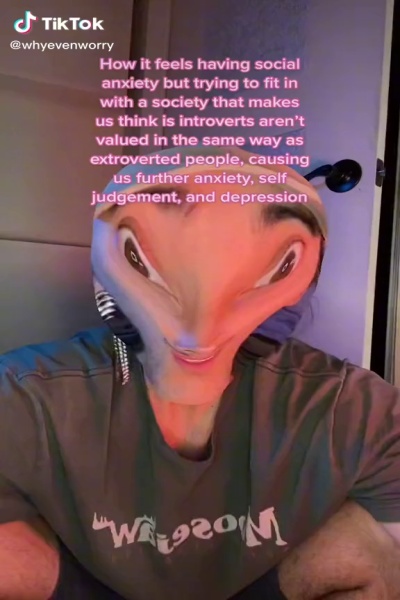 TikTok
@whyevenworry
How it feels having social
anxiety but trying to fit in
with a society that makes
us think is introverts aren't
valued in the same way as
extroverted people, causing
us further anxiety, self
judgement, and depression